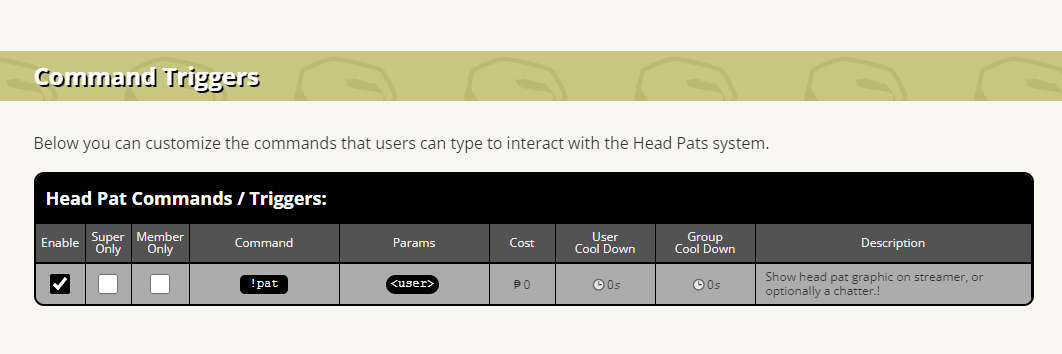 Command Triggers
Below you can customize the commands that users can type to interact with the Head Pats system.
Head Pat Commands / Triggers:
Enable
Super
Only
Member
Only
Command
Params
Cost
User
Cool Down
Group
Cool Down
Description
!pat
<user>
₱ 0
0s
0s
Show head pat graphic on streamer, or
optionally a chatter.!